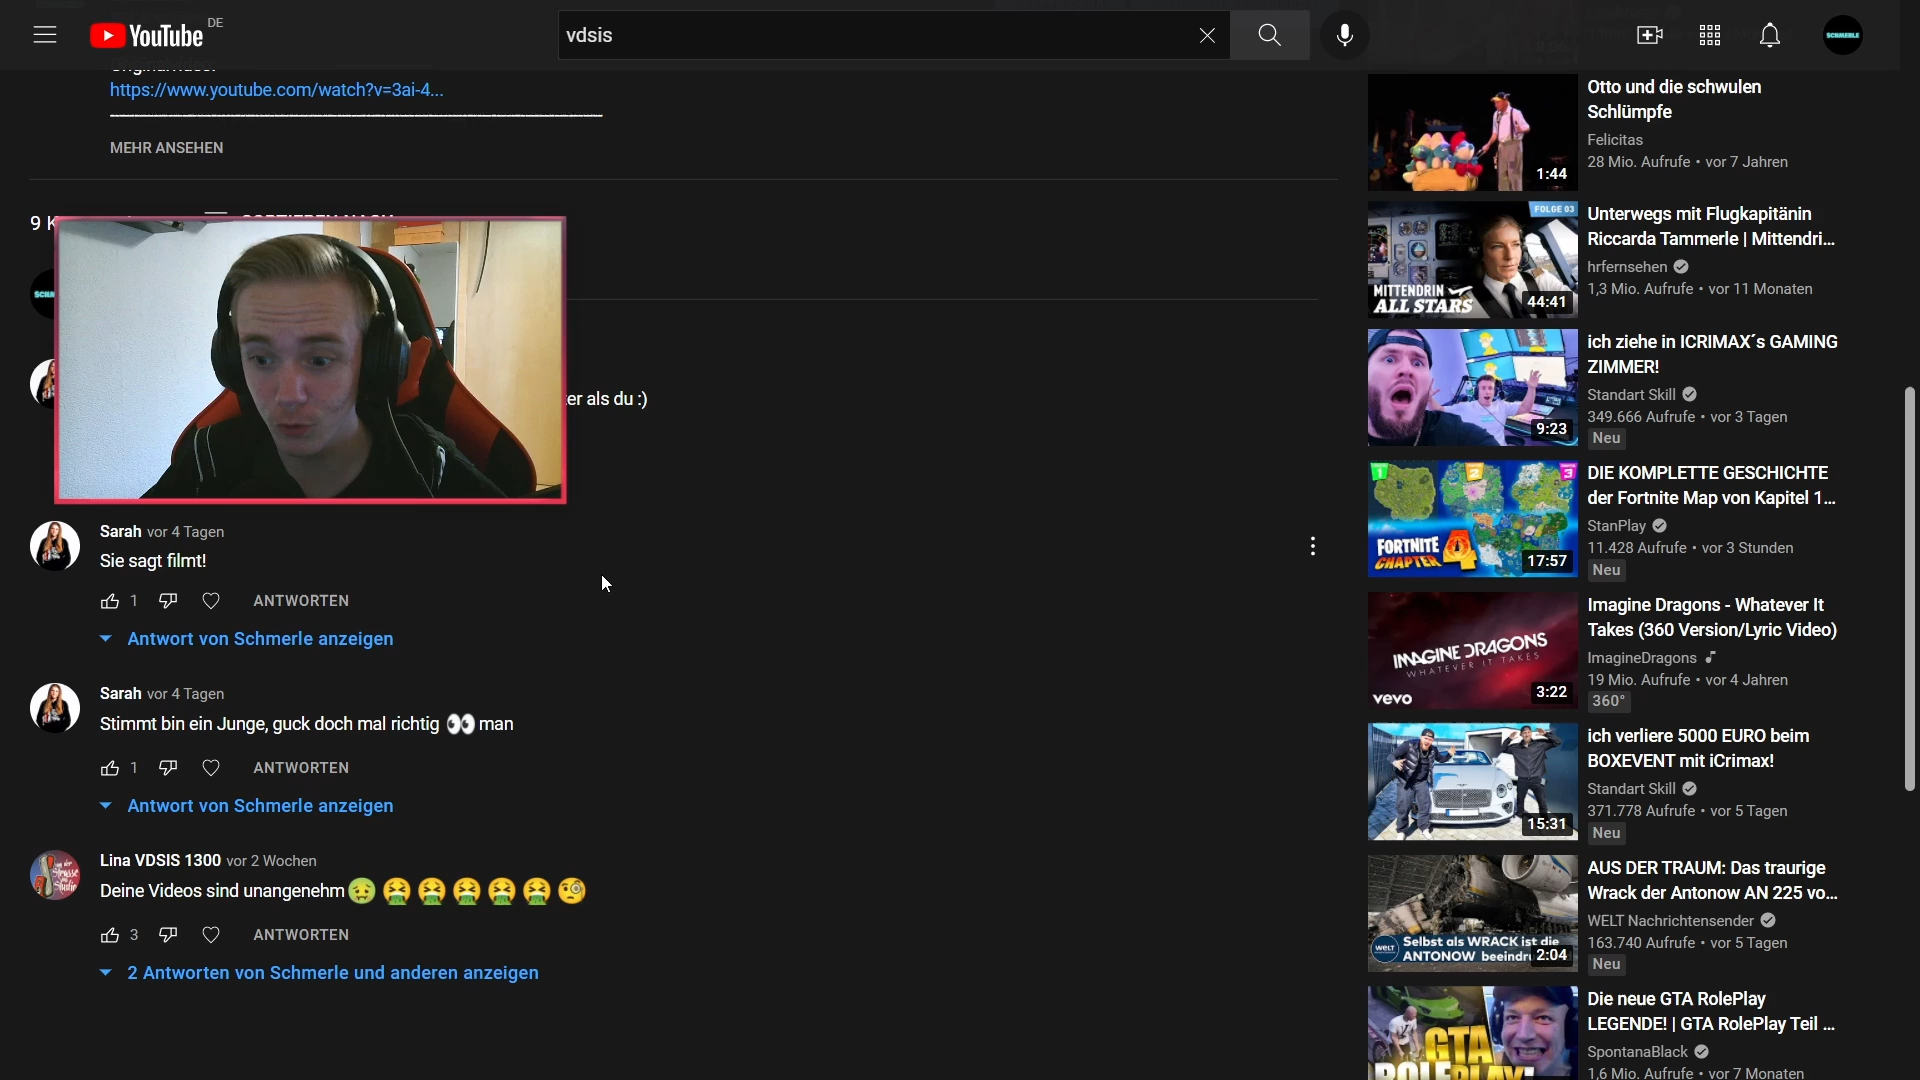 YouTube DE
vdsis
SCHMERLE
https://www.youtube.com/watch?v=3ai-4...
MEHR ANSEHEN
9 K
SORTIEREN NACH
er als du :)
Sarah vor 4 Tagen
Sie sagt filmt!
1 ANTWORTEN
Antwort von Schmerle anzeigen
Sarah vor 4 Tagen
Stimmt bin ein Junge, guck doch mal richtig 👀 man
1 ANTWORTEN
Antwort von Schmerle anzeigen
Lina VDSIS 1300 vor 2 Wochen
Deine Videos sind unangenehm🤢🤮🤮🤮🤮🤮🧐
3 ANTWORTEN
2 Antworten von Schmerle und anderen anzeigen
1:44
Otto und die schwulen
Schlümpfe
Felicitas
28 Mio. Aufrufe • vor 7 Jahren
FOLGE 03
MITTENDRIN
ALL STARS
44:41
Unterwegs mit Flugkapitänin
Riccarda Tammerle | Mittendri...
hrfernsehen
1,3 Mio. Aufrufe • vor 11 Monaten
9:23
ich ziehe in ICRIMAX´s GAMING
ZIMMER!
Standart Skill
349.666 Aufrufe • vor 3 Tagen
Neu
1 2 3
FORTNITE
CHAPTER 4
17:57
DIE KOMPLETTE GESCHICHTE
der Fortnite Map von Kapitel 1...
StanPlay
11.428 Aufrufe • vor 3 Stunden
Neu
IMAGINE DRAGONS
WHATEVER IT TAKES
vevo
3:22
Imagine Dragons - Whatever It
Takes (360 Version/Lyric Video)
ImagineDragons
19 Mio. Aufrufe • vor 4 Jahren
360°
15:31
ich verliere 5000 EURO beim
BOXEVENT mit iCrimax!
Standart Skill
371.778 Aufrufe • vor 5 Tagen
Neu
welt
Selbst als WRACK ist die
ANTONOW beeindru
2:04
AUS DER TRAUM: Das traurige
Wrack der Antonow AN 225 vo...
WELT Nachrichtensender
163.740 Aufrufe • vor 5 Tagen
Neu
GTA
ROLEPLAY
Die neue GTA RolePlay
LEGENDE! | GTA RolePlay Teil ...
SpontanaBlack
1,6 Mio. Aufrufe • vor 7 Monaten